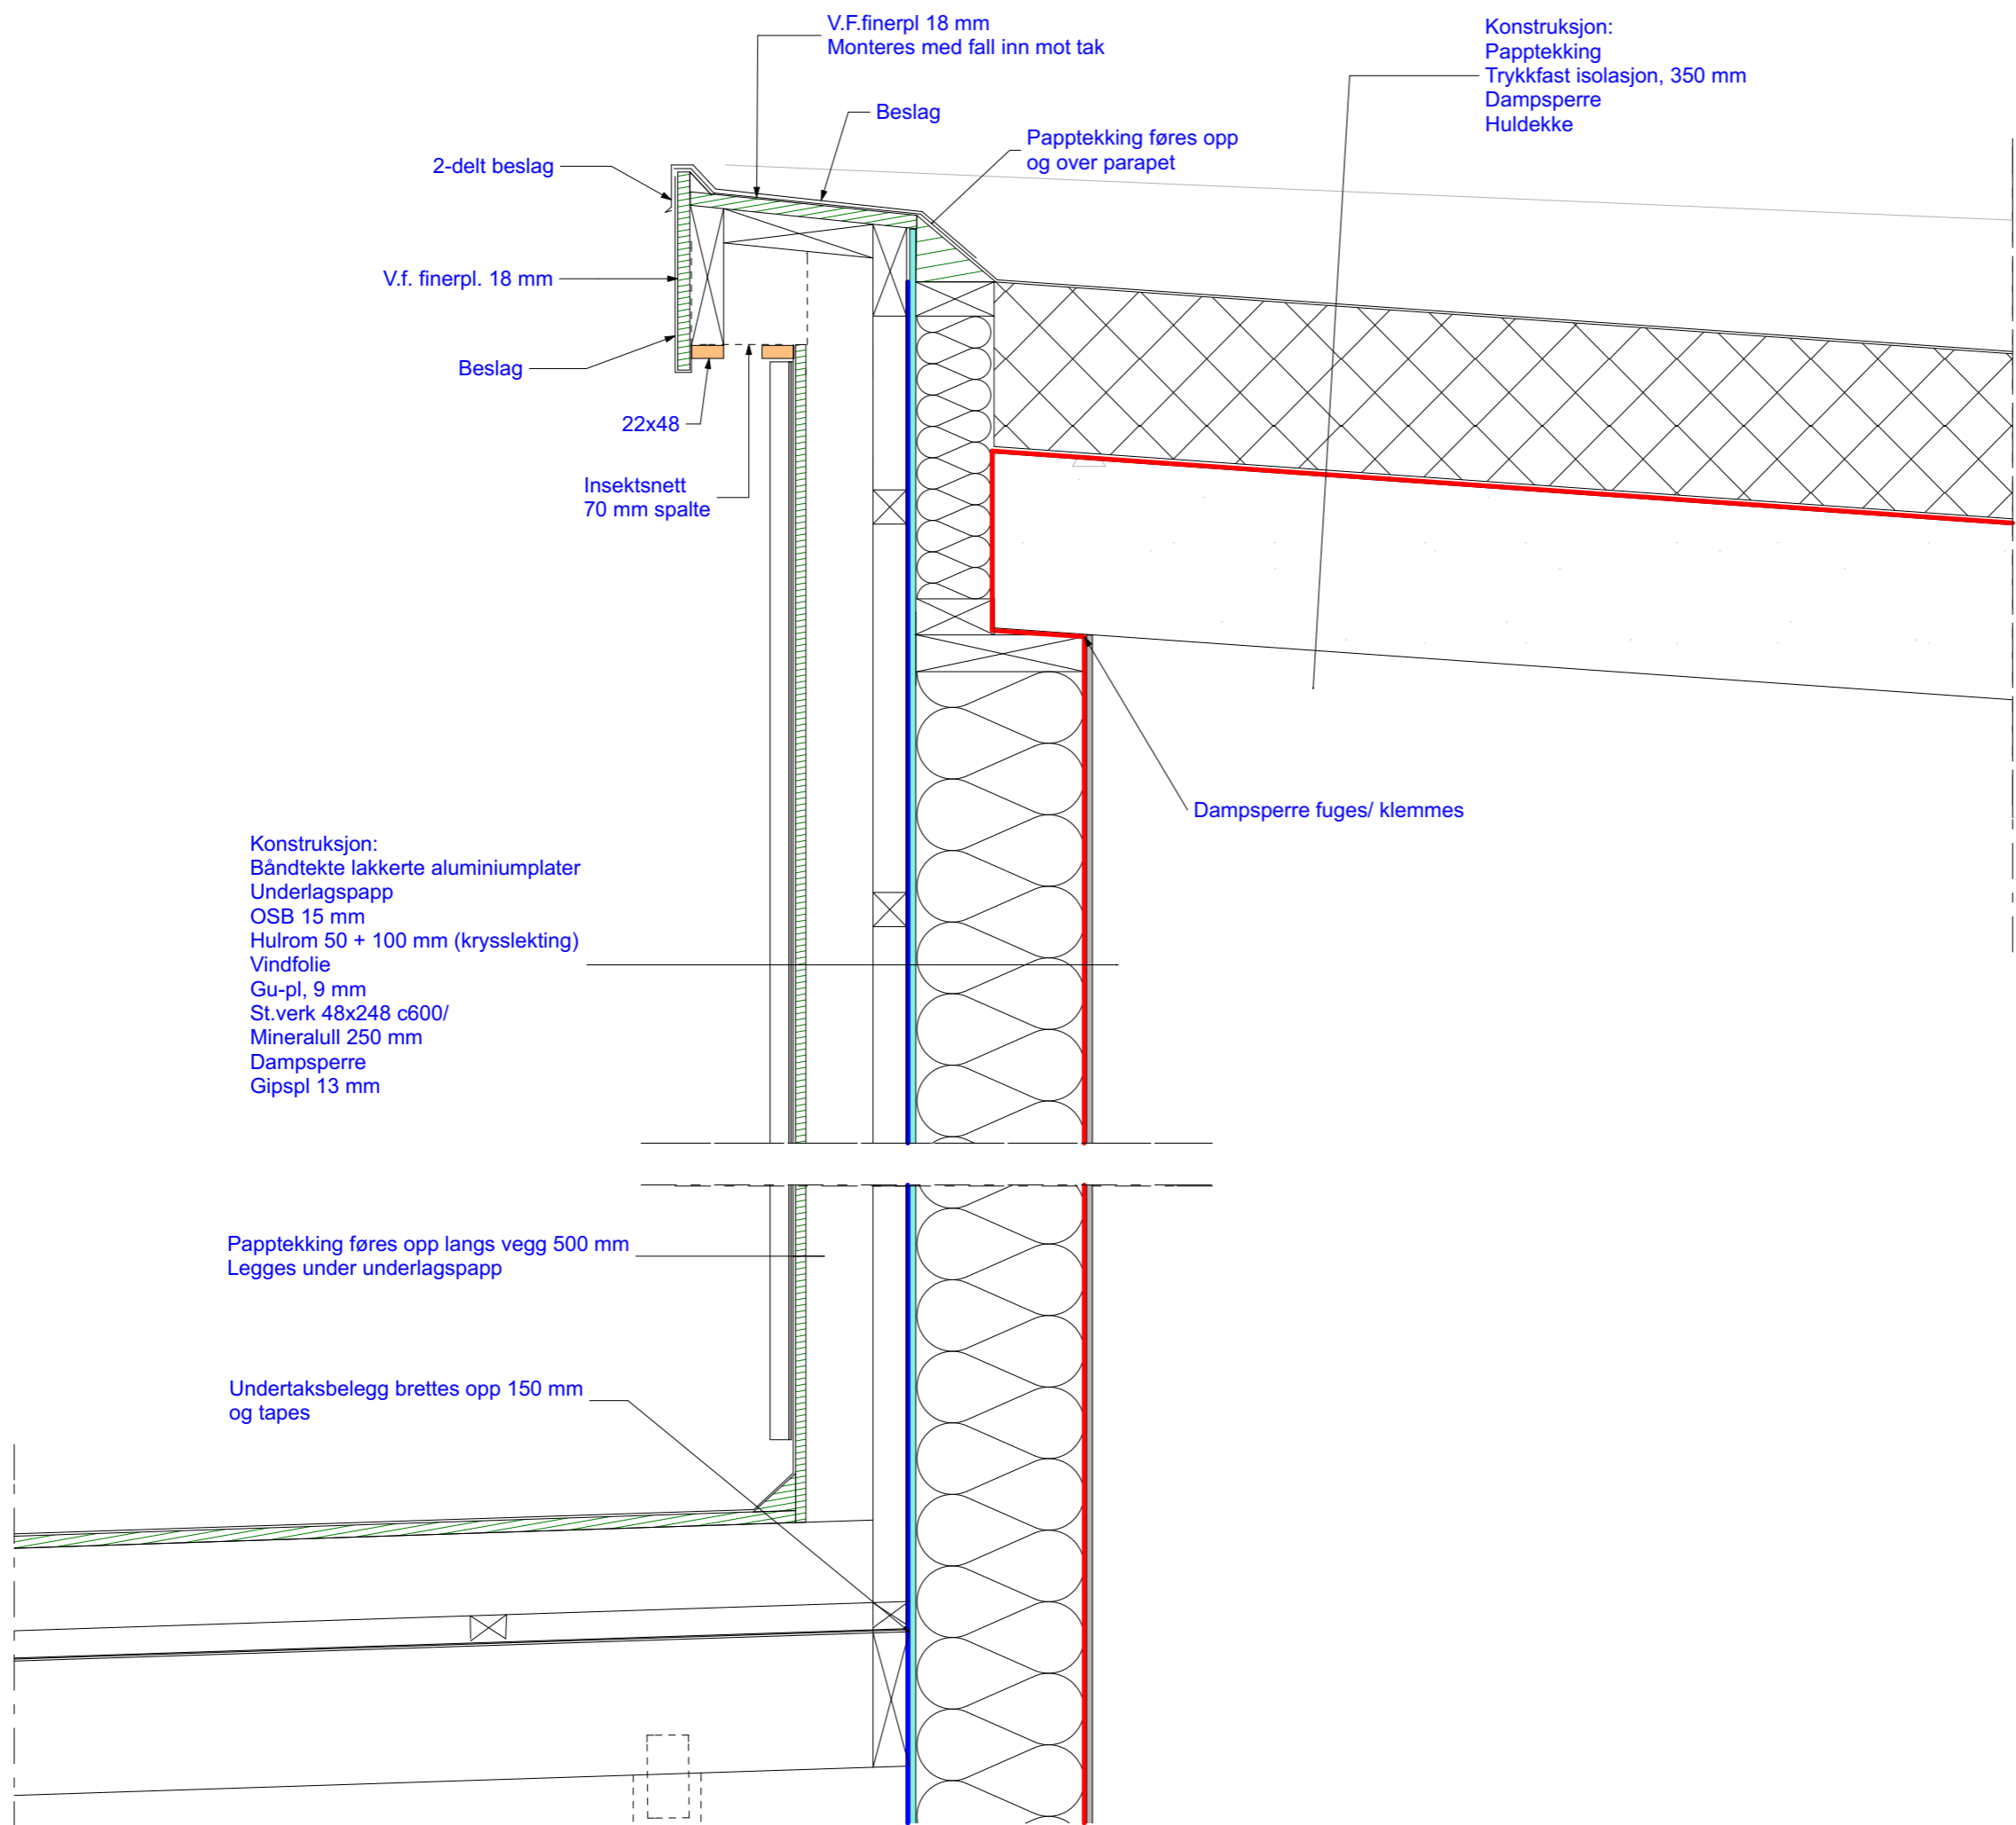 V.F.finerpl 18 mm
Monteres med fall inn mot tak
Konstruksjon:
Papptekking
Trykkfast isolasjon, 350 mm
Dampsperre
Huldekke
Beslag
Papptekking føres opp
og over parapet
2-delt beslag
V.f. finerpl. 18 mm
Beslag
22x48
Insektsnett
70 mm spalte
Dampsperre fuges/ klemmes
Konstruksjon:
Båndtekte lakkerte aluminiumplater
Underlagspapp
OSB 15 mm
Hulrom 50 + 100 mm (krysslekting)
Vindfolie
Gu-pl, 9 mm
St.verk 48x248 c600/
Mineralull 250 mm
Dampsperre
Gipspl 13 mm
Papptekking føres opp langs vegg 500 mm
Legges under underlagspapp
Undertaksbelegg brettes opp 150 mm
og tapes